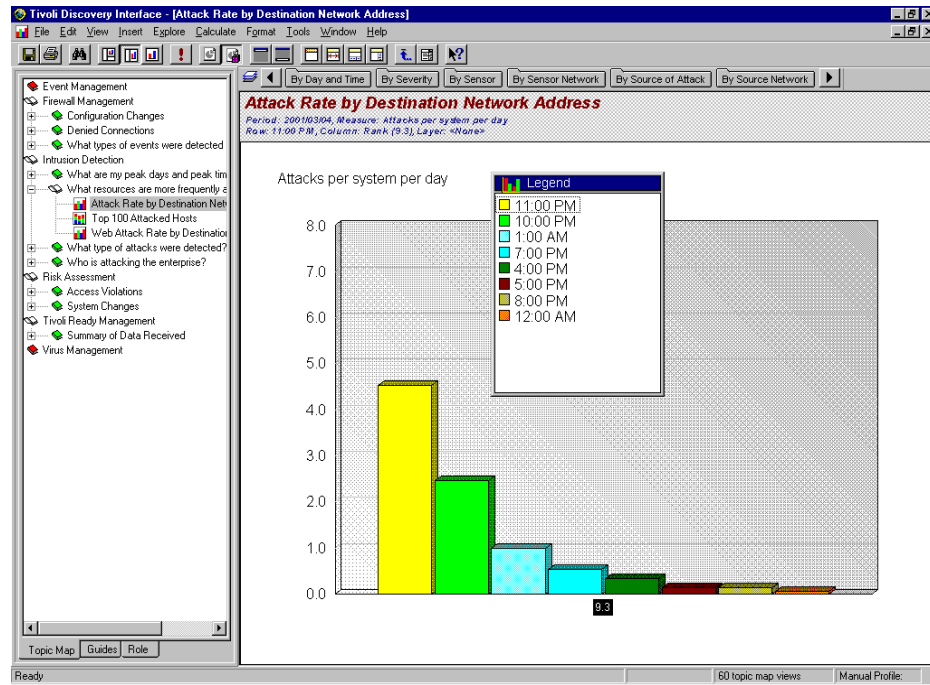 Tivoli Discovery Interface - [Attack Rate by Destination Network Address]
File Edit View Insert Explore Calculate Format Tools Window Help
By Day and Time By Severity By Sensor By Sensor Network By Source of Attack By Source Network
Event Management
Firewall Management
Configuration Changes
Denied Connections
What types of events were detected
Intrusion Detection
What are my peak days and peak tim
What resources are more frequently a
Attack Rate by Destination Net
Top 100 Attacked Hosts
Web Attack Rate by Destination
What type of attacks were detected?
Who is attacking the enterprise?
Risk Assessment
Access Violations
System Changes
Tivoli Ready Management
Summary of Data Received
Virus Management
Topic Map Guides Role
Attack Rate by Destination Network Address
Period: 2001/03/04, Measure: Attacks per system per day
Row: 11:00 PM, Column: Rank (9.3), Layer: <None>
Attacks per system per day
Legend
11:00 PM
10:00 PM
1:00 AM
7:00 PM
4:00 PM
5:00 PM
8:00 PM
12:00 AM
8.0
7.0
6.0
5.0
4.0
3.0
2.0
1.0
0.0
9.3
Ready 60 topic map views Manual Profile: